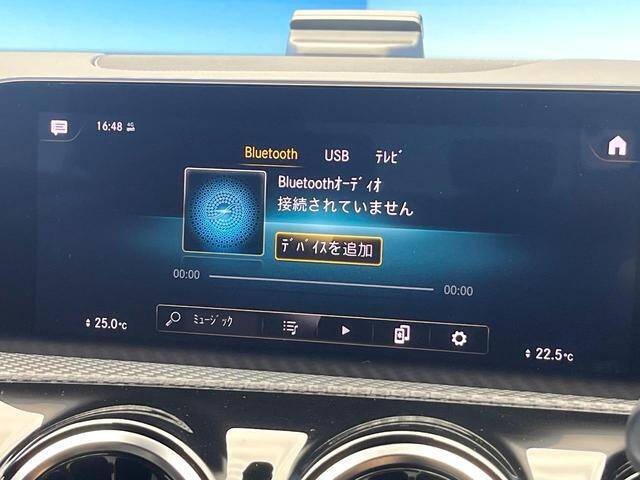 16:48 4G
Bluetooth USB ﾃﾚﾋﾞ
Bluetoothｵｰﾃﾞｨｵ
接続されていません
ﾃﾞﾊﾞｲｽを追加
00:00 00:00
ﾐｭｰｼﾞｯｸ
25.0°C
22.5°C